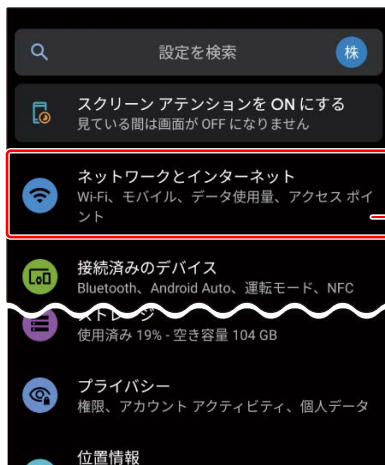 設定を検索
株
スクリーン アテンションを ON にする
見ている間は画面が OFF になりません
ネットワークとインターネット
Wi-Fi、モバイル、データ使用量、アクセス ポイ
ント
接続済みのデバイス
Bluetooth、Android Auto、運転モード、NFC
ストレージ
使用済み 19% - 空き容量 104 GB
プライバシー
権限、アカウント アクティビティ、個人データ
位置情報